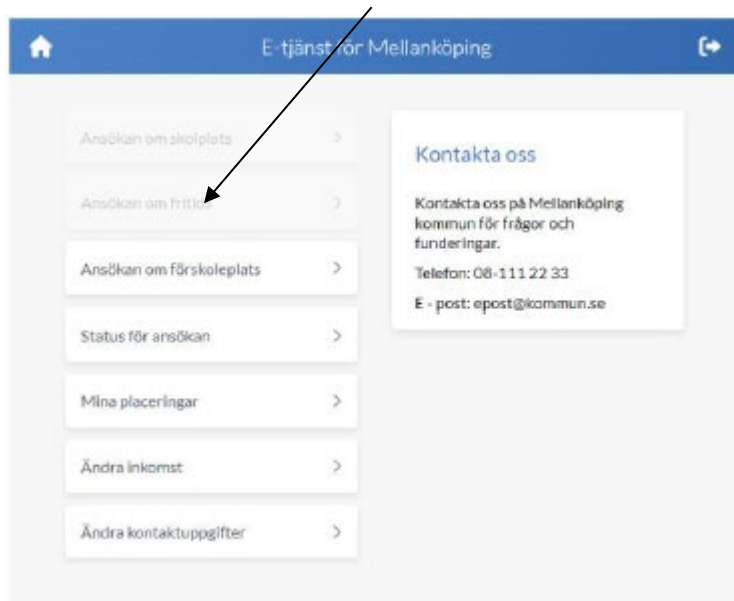 E-tjänst för Mellanköping
Ansökan om skolplats
Ansökan om fritids
Ansökan om förskoleplats
Status för ansökan
Mina placeringar
Ändra inkomst
Ändra kontaktuppgifter
Kontakta oss
Kontakta oss på Mellanköping
kommun för frågor och
funderingar.
Telefon: 08-111 22 33
E - post: epost@kommun.se